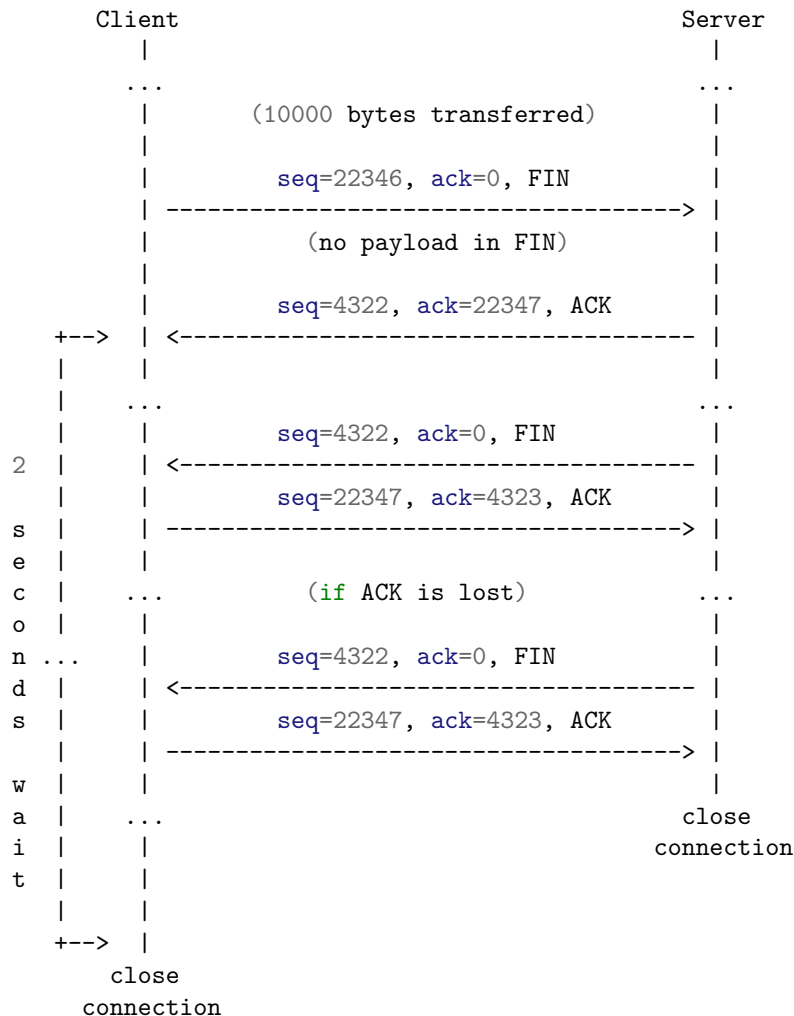 Client                                  Server
   |                                        |
  ...                                      ...
   |       (10000 bytes transferred)        |
   |                                        |
   |         seq=22346, ack=0, FIN          |
   | -------------------------------------> |
   |           (no payload in FIN)          |
   |                                        |
   |         seq=4322, ack=22347, ACK       |
+-->  | <------------------------------------- |
|     |                                        |
|    ...                                      ...
|     |         seq=4322, ack=0, FIN           |
2  |     | <------------------------------------- |
|     |         seq=22347, ack=4323, ACK       |
s  |     | -------------------------------------> |
e  |     |                                        |
c  |    ...          (if ACK is lost)            ...
o  |     |                                        |
n ...    |         seq=4322, ack=0, FIN           |
d  |     | <------------------------------------- |
s  |     |         seq=22347, ack=4323, ACK       |
|     | -------------------------------------> |
w  |     |                                        |
a  |    ...                                     close
i  |     |                                    connection
t  |     |
|     |
+-->  |
close
connection